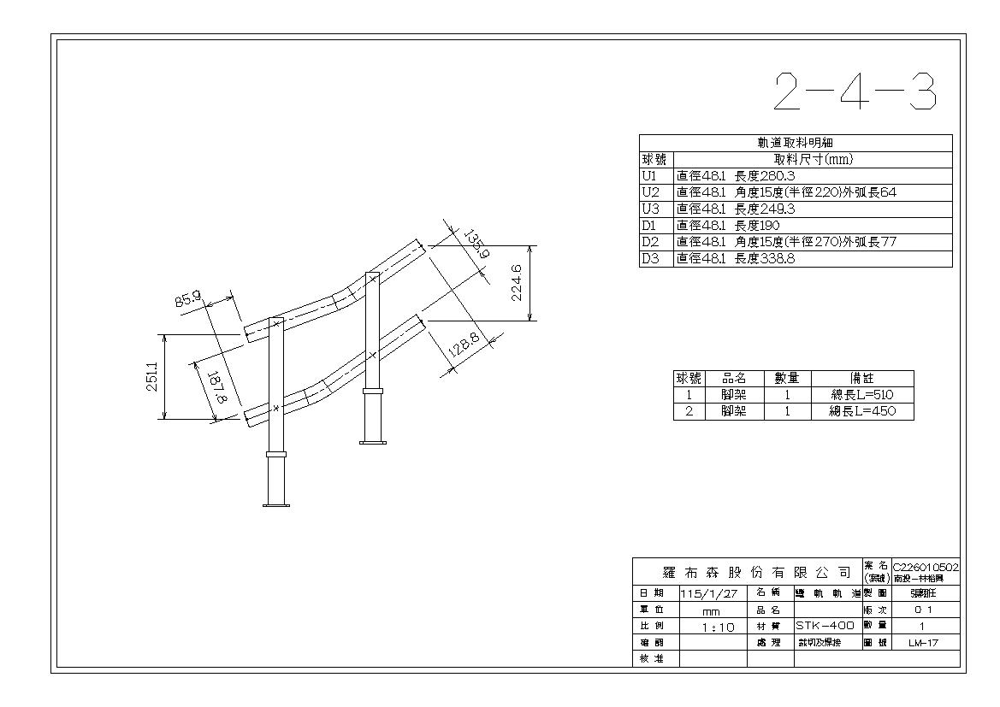 2-4-3
軌道取料明細
球號 取料尺寸(mm)
U1 直徑48.1 長度280.3
U2 直徑48.1 角度15度(半徑220)外弧長64
U3 直徑48.1 長度249.3
D1 直徑48.1 長度190
D2 直徑48.1 角度15度(半徑270)外弧長77
D3 直徑48.1 長度338.8
135.9
224.6
85.9
128.8
251.1
187.8
球號 品名 數量 備註
1 腳架 1 總長L=510
2 腳架 1 總長L=450
羅布森股份有限公司 案名(案號) C226010502 南投-林裕興
日期 115/1/27 名稱 彎軌軌道 製圖 張翔任
單位 mm 品名 版次 01
比例 1:10 材質 STK-400 數量 1
確認 處理 裁切及焊接 圖號 LM-17
核准